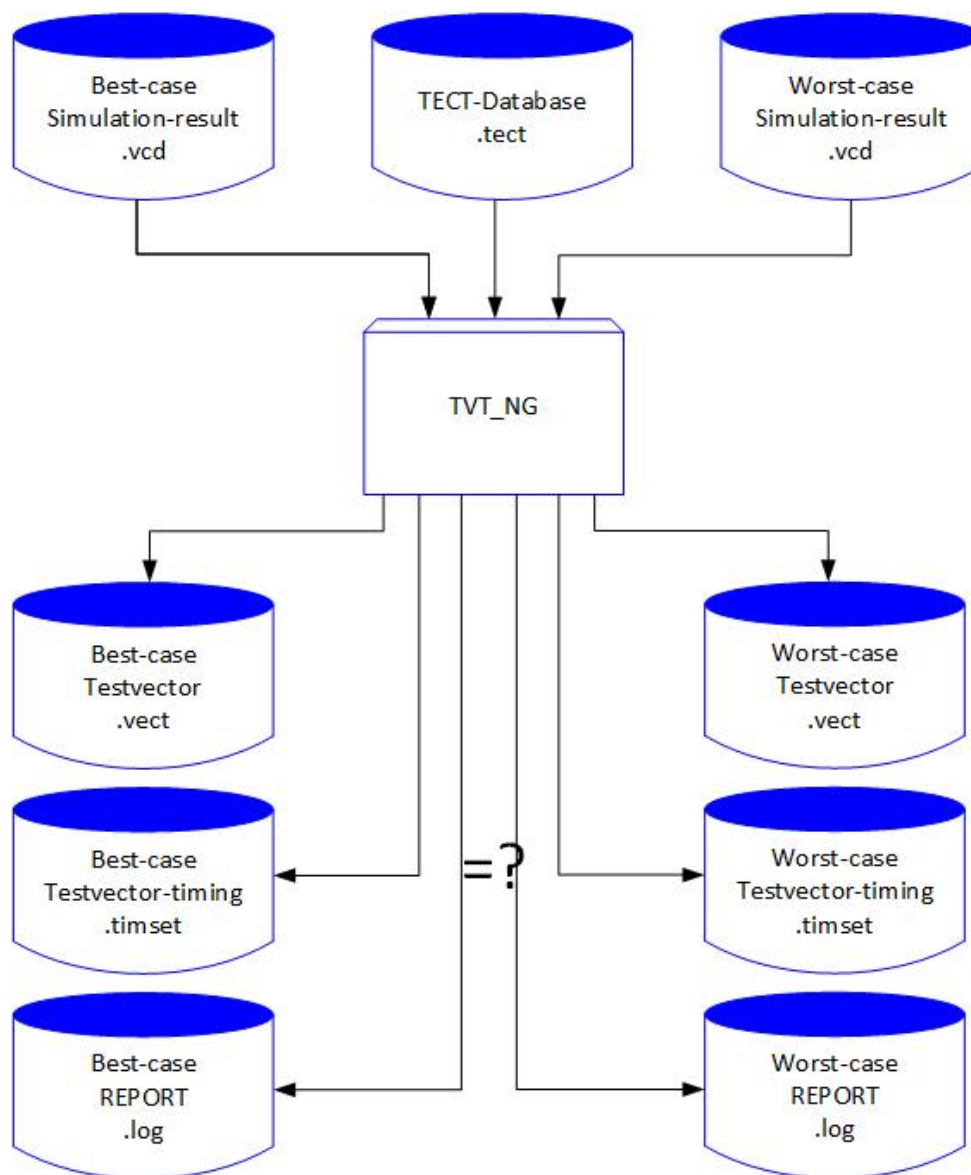 Best-case
Simulation-result
.vcd
TECT-Database
.tect
Worst-case
Simulation-result
.vcd
TVT_NG
Best-case
Testvector
.vect
Worst-case
Testvector
.vect
Best-case
Testvector-timing
.timset
=?
Worst-case
Testvector-timing
.timset
Best-case
REPORT
.log
Worst-case
REPORT
.log